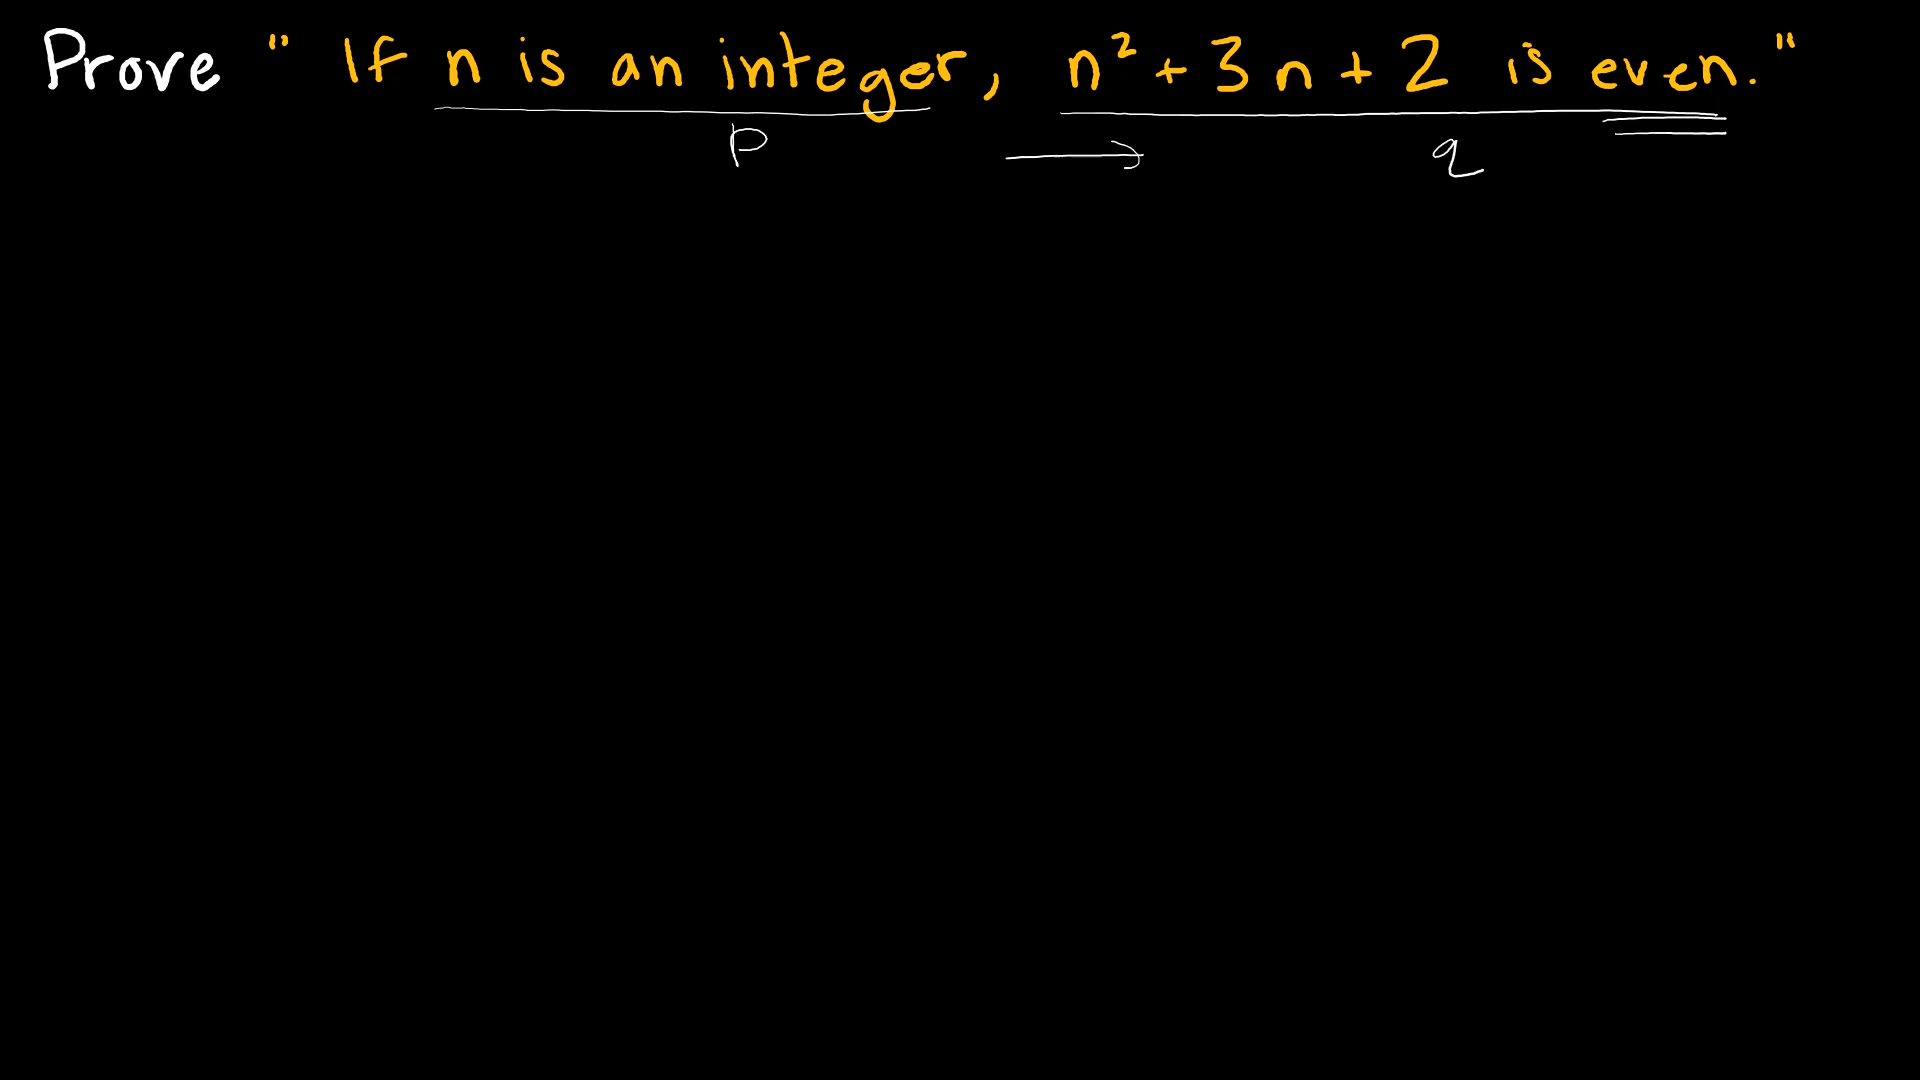 Prove " If n is an integer, n² + 3n + 2 is even."
p → q